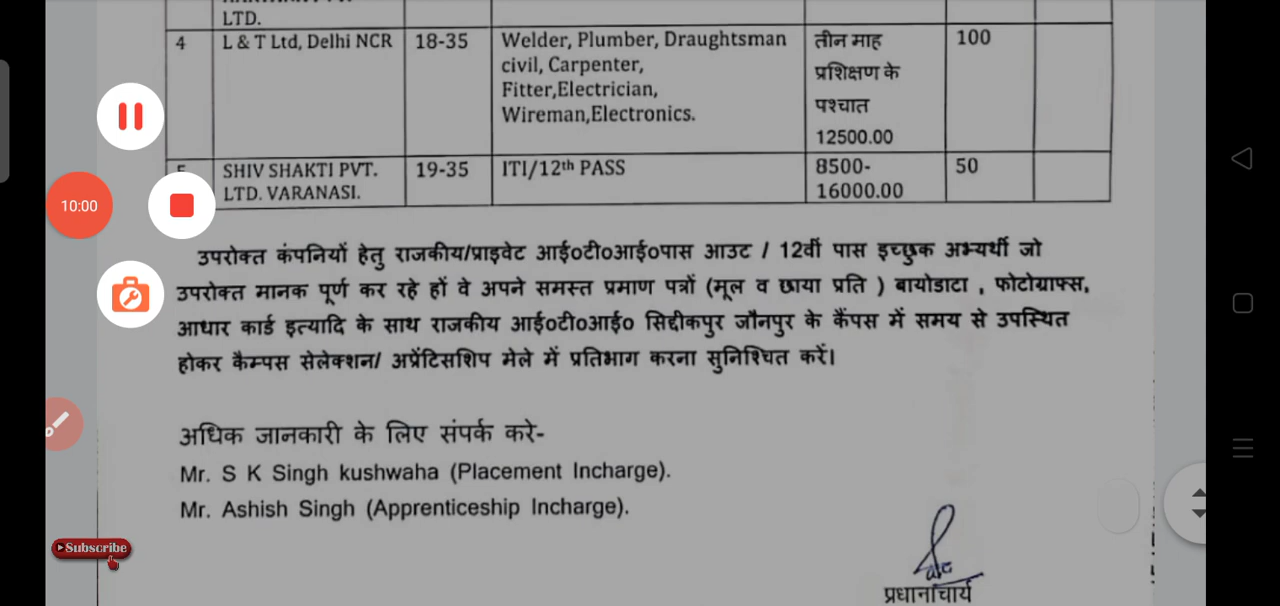 LTD.
4 L & T Ltd, Delhi NCR 18-35 Welder, Plumber, Draughtsman तीन माह 100
civil, Carpenter, प्रशिक्षण के
Fitter,Electrician, पश्चात
Wireman,Electronics. 12500.00
5 SHIV SHAKTI PVT. 19-35 ITI/12th PASS 8500- 50
LTD. VARANASI. 16000.00
10:00
उपरोक्त कंपनियों हेतु राजकीय/प्राइवेट आई०टी०आई०पास आउट / 12वीं पास इच्छुक अभ्यर्थी जो
उपरोक्त मानक पूर्ण कर रहे हों वे अपने समस्त प्रमाण पत्रों (मूल व छाया प्रति ) बायोडाटा , फोटोग्राफ्स,
आधार कार्ड इत्यादि के साथ राजकीय आई०टी०आई० सिद्दीकपुर जौनपुर के कैंपस में समय से उपस्थित
होकर कैम्पस सेलेक्शन/ अप्रेंटिसशिप मेले में प्रतिभाग करना सुनिश्चित करें।
अधिक जानकारी के लिए संपर्क करे-
Mr. S K Singh kushwaha (Placement Incharge).
Mr. Ashish Singh (Apprenticeship Incharge).
Subscribe
प्रधानाचार्य